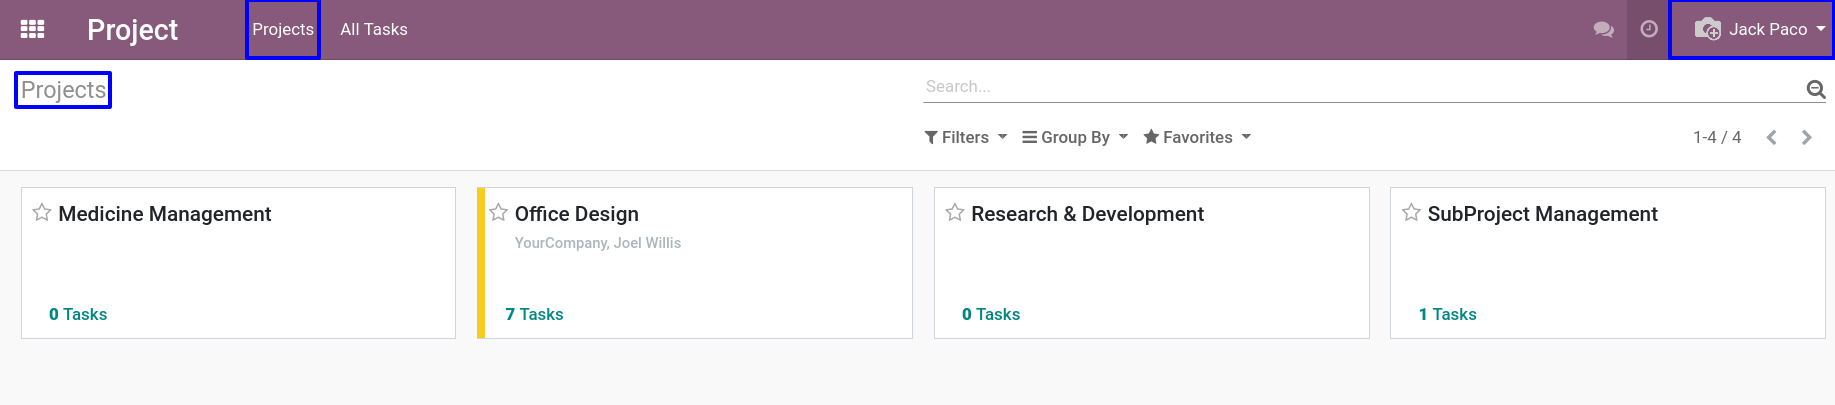 Project Projects All Tasks Jack Paco
Projects
Search...
Filters Group By Favorites 1-4 / 4
Medicine Management
0 Tasks
Office Design
YourCompany, Joel Willis
7 Tasks
Research & Development
0 Tasks
SubProject Management
1 Tasks